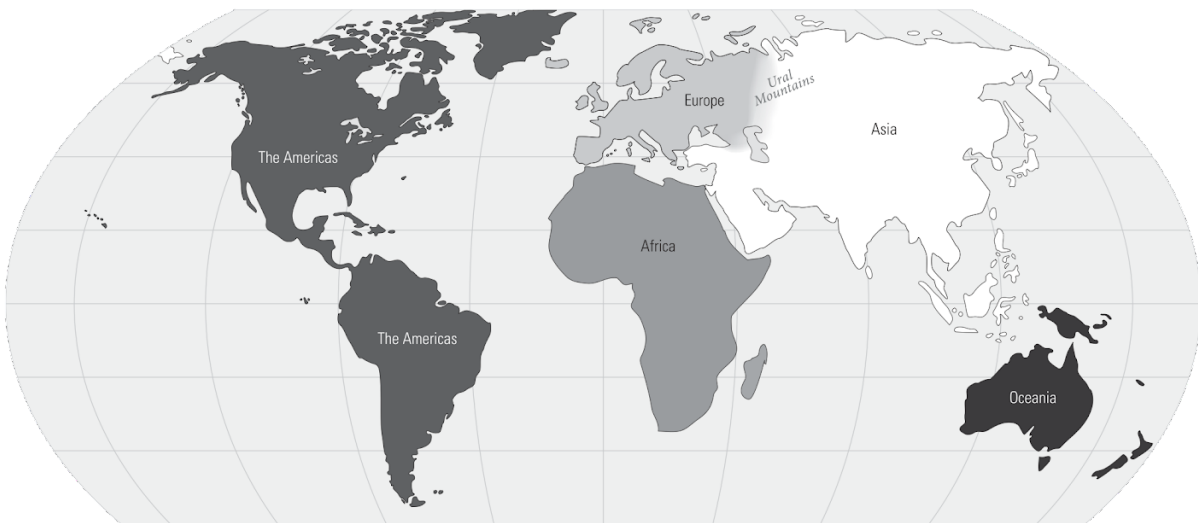 Ural
Mountains
Europe
Asia
The Americas
Africa
The Americas
Oceania